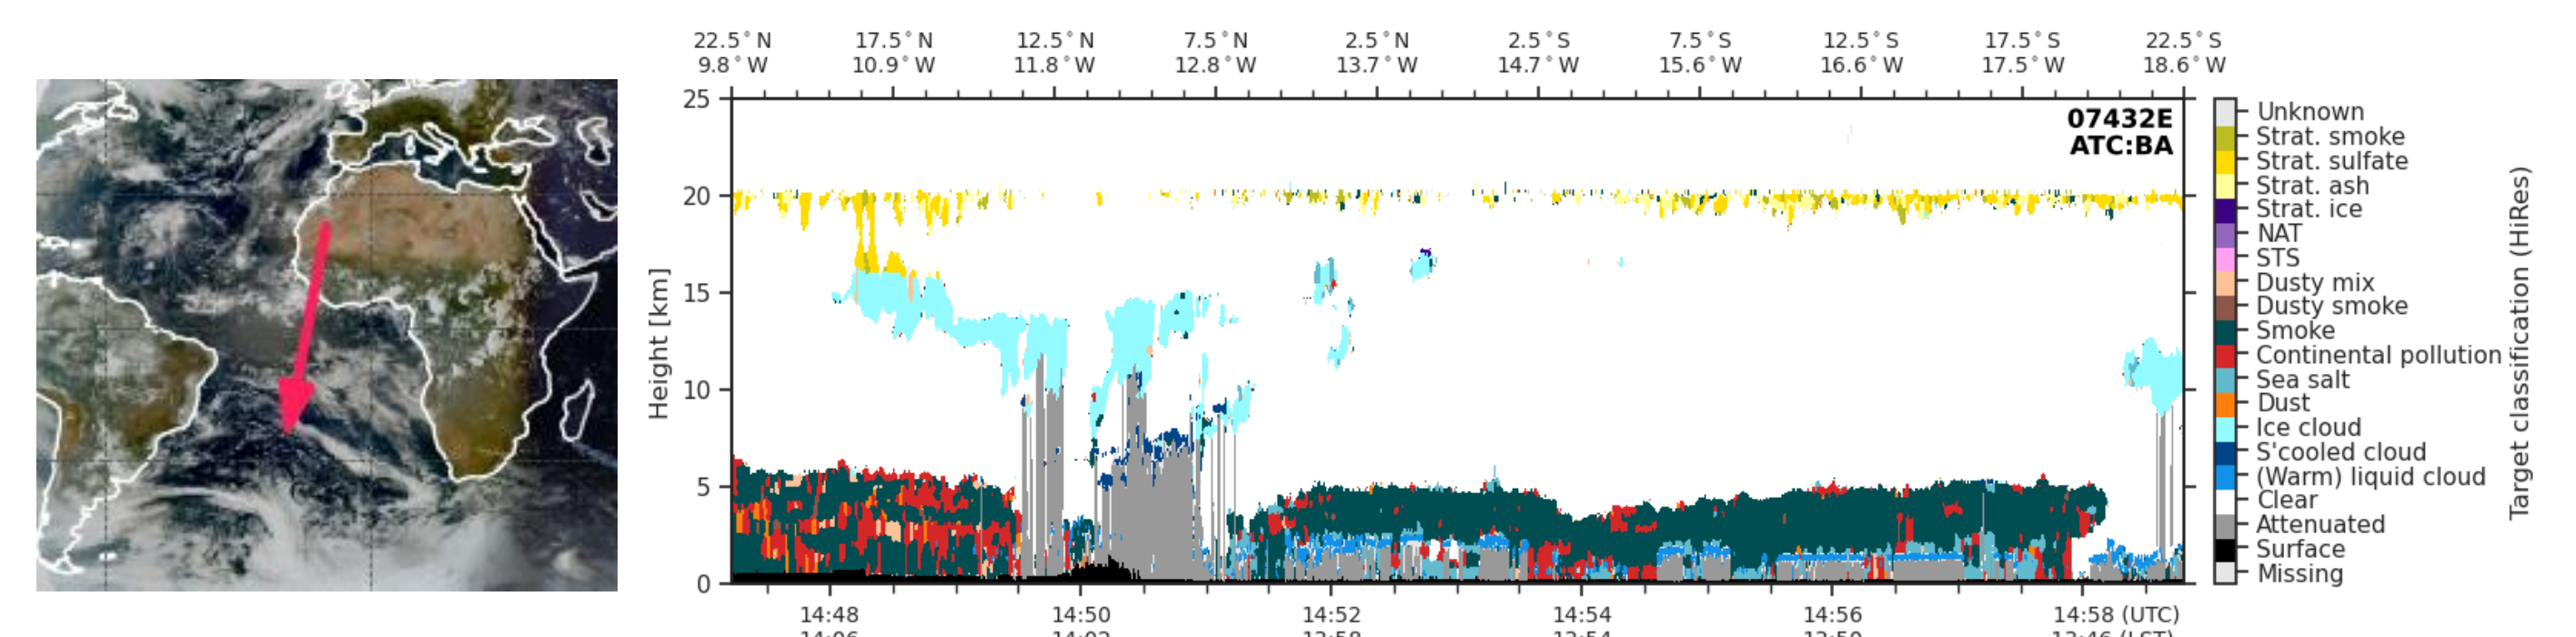 22.5°N 17.5°N 12.5°N 7.5°N 2.5°N 2.5°S 7.5°S 12.5°S 17.5°S 22.5°S
9.8°W 10.9°W 11.8°W 12.8°W 13.7°W 14.7°W 15.6°W 16.6°W 17.5°W 18.6°W
25
20
15
10
5
0
Height [km]
07432E
ATC:BA
14:48 14:50 14:52 14:54 14:56 14:58 (UTC)
Unknown
Strat. smoke
Strat. sulfate
Strat. ash
Strat. ice
NAT
STS
Dusty mix
Dusty smoke
Smoke
Continental pollution
Sea salt
Dust
Ice cloud
S'cooled cloud
(Warm) liquid cloud
Clear
Attenuated
Surface
Missing
Target classification (HiRes)